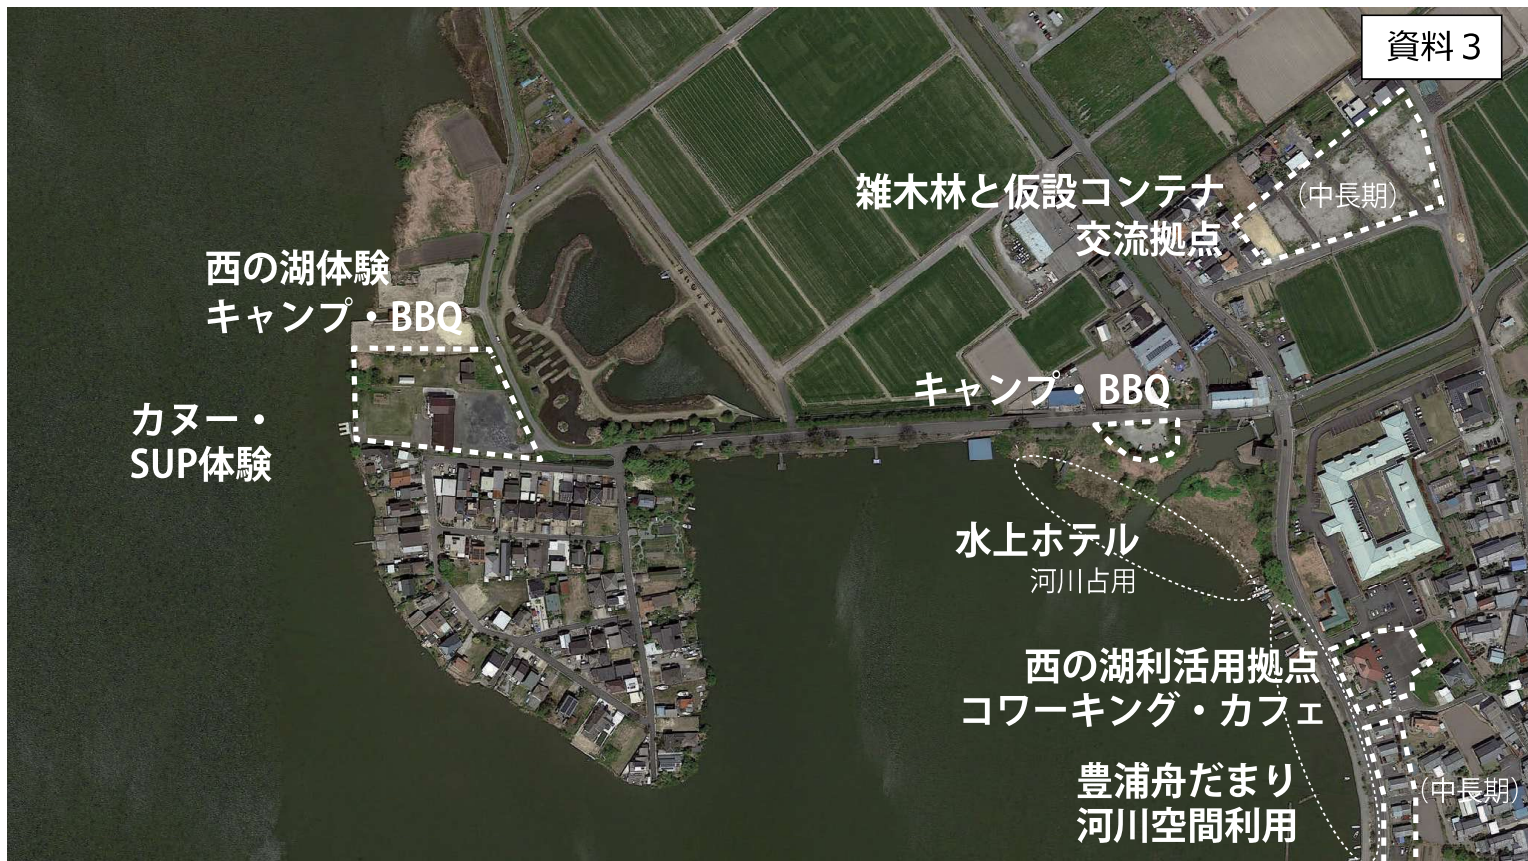 資料３
雑木林と仮設コンテナ
交流拠点
（中長期）
西の湖体験
キャンプ・BBQ
カヌー・
SUP体験
キャンプ・BBQ
水上ホテル
河川占用
西の湖利活用拠点
コワーキング・カフェ
豊浦舟だまり
河川空間利用
（中長期）